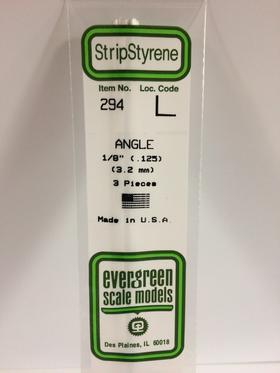 StripStyrene
Item No. Loc. Code
294 L
ANGLE
1/8" (.125)
(3.2 mm)
3 Pieces
Made in U.S.A.
evergreen
scale models
Des Plaines, IL 60018